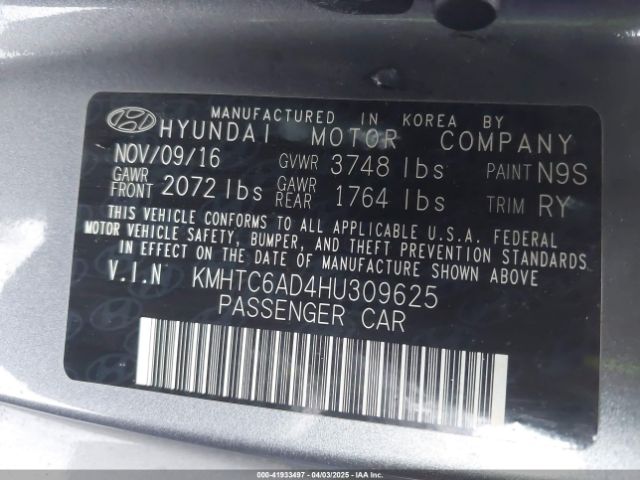 MANUFACTURED IN KOREA BY
HYUNDAI MOTOR COMPANY
NOV/09/16 GVWR 3748 lbs PAINT N9S
GAWR FRONT 2072 lbs GAWR REAR 1764 lbs TRIM RY
THIS VEHICLE CONFORMS TO ALL APPLICABLE U.S.A. FEDERAL
MOTOR VEHICLE SAFETY, BUMPER, AND THEFT PREVENTION STANDARDS
IN EFFECT ON THE DATE OF MANUFACTURE SHOWN ABOVE
V.I.N KMHTC6AD4HU309625
PASSENGER CAR
000-41933497 - 04/03/2025 - COPYRIGHT IAA, LLC.